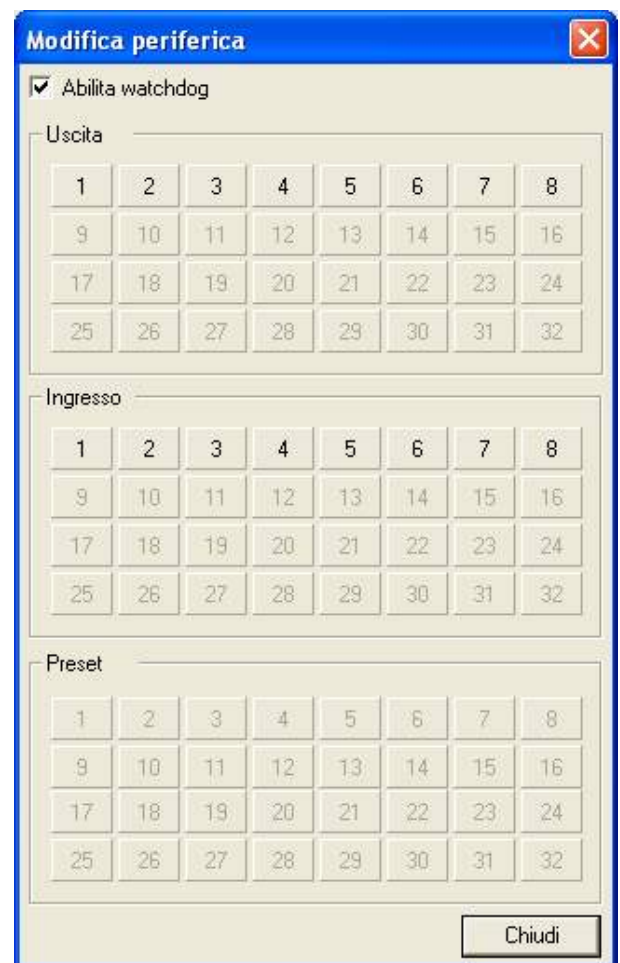 Modifica periferica
Abilita watchdog
Uscita
1 2 3 4 5 6 7 8
9 10 11 12 13 14 15 16
17 18 19 20 21 22 23 24
25 26 27 28 29 30 31 32
Ingresso
1 2 3 4 5 6 7 8
9 10 11 12 13 14 15 16
17 18 19 20 21 22 23 24
25 26 27 28 29 30 31 32
Preset
1 2 3 4 5 6 7 8
9 10 11 12 13 14 15 16
17 18 19 20 21 22 23 24
25 26 27 28 29 30 31 32
Chiudi